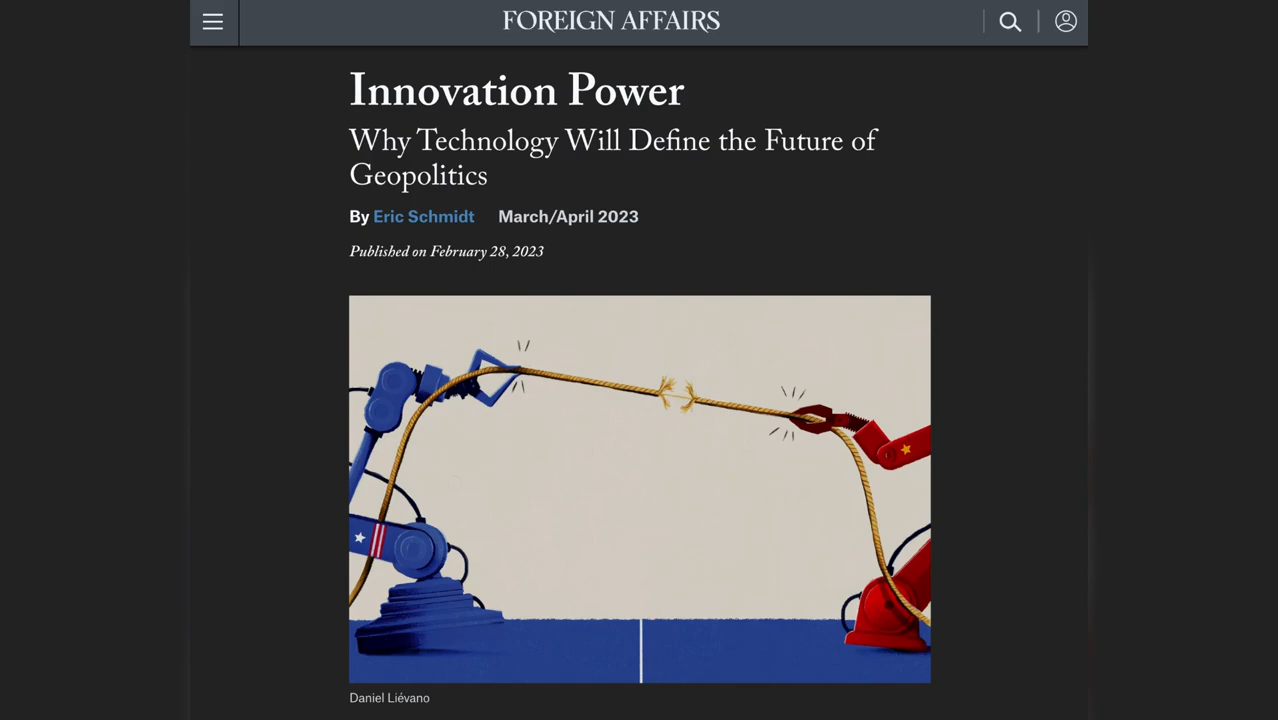 FOREIGN AFFAIRS
Innovation Power
Why Technology Will Define the Future of
Geopolitics
By Eric Schmidt March/April 2023
Published on February 28, 2023
Daniel Liévano